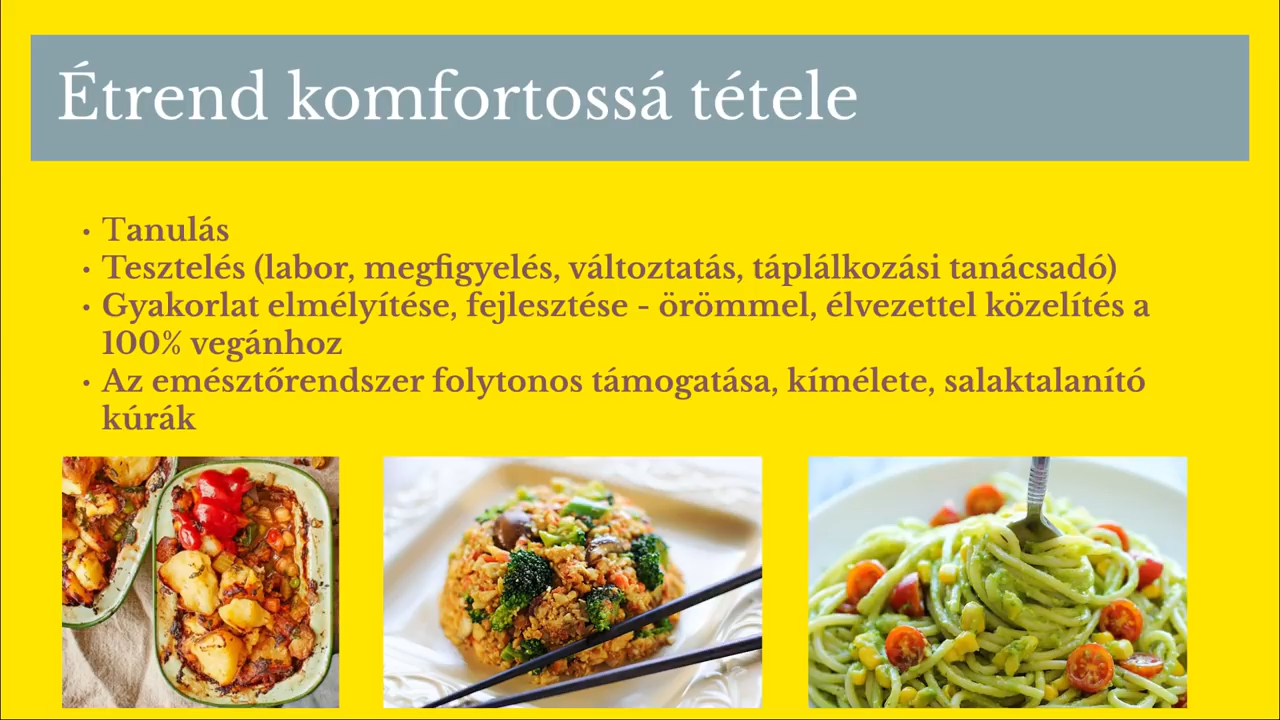 Étrend komfortossá tétele
• Tanulás
• Tesztelés (labor, megfigyelés, változtatás, táplálkozási tanácsadó)
• Gyakorlat elmélyítése, fejlesztése - örömmel, élvezettel közelítés a
100% vegánhoz
• Az emésztőrendszer folytonos támogatása, kímélete, salaktalanító
kúrák